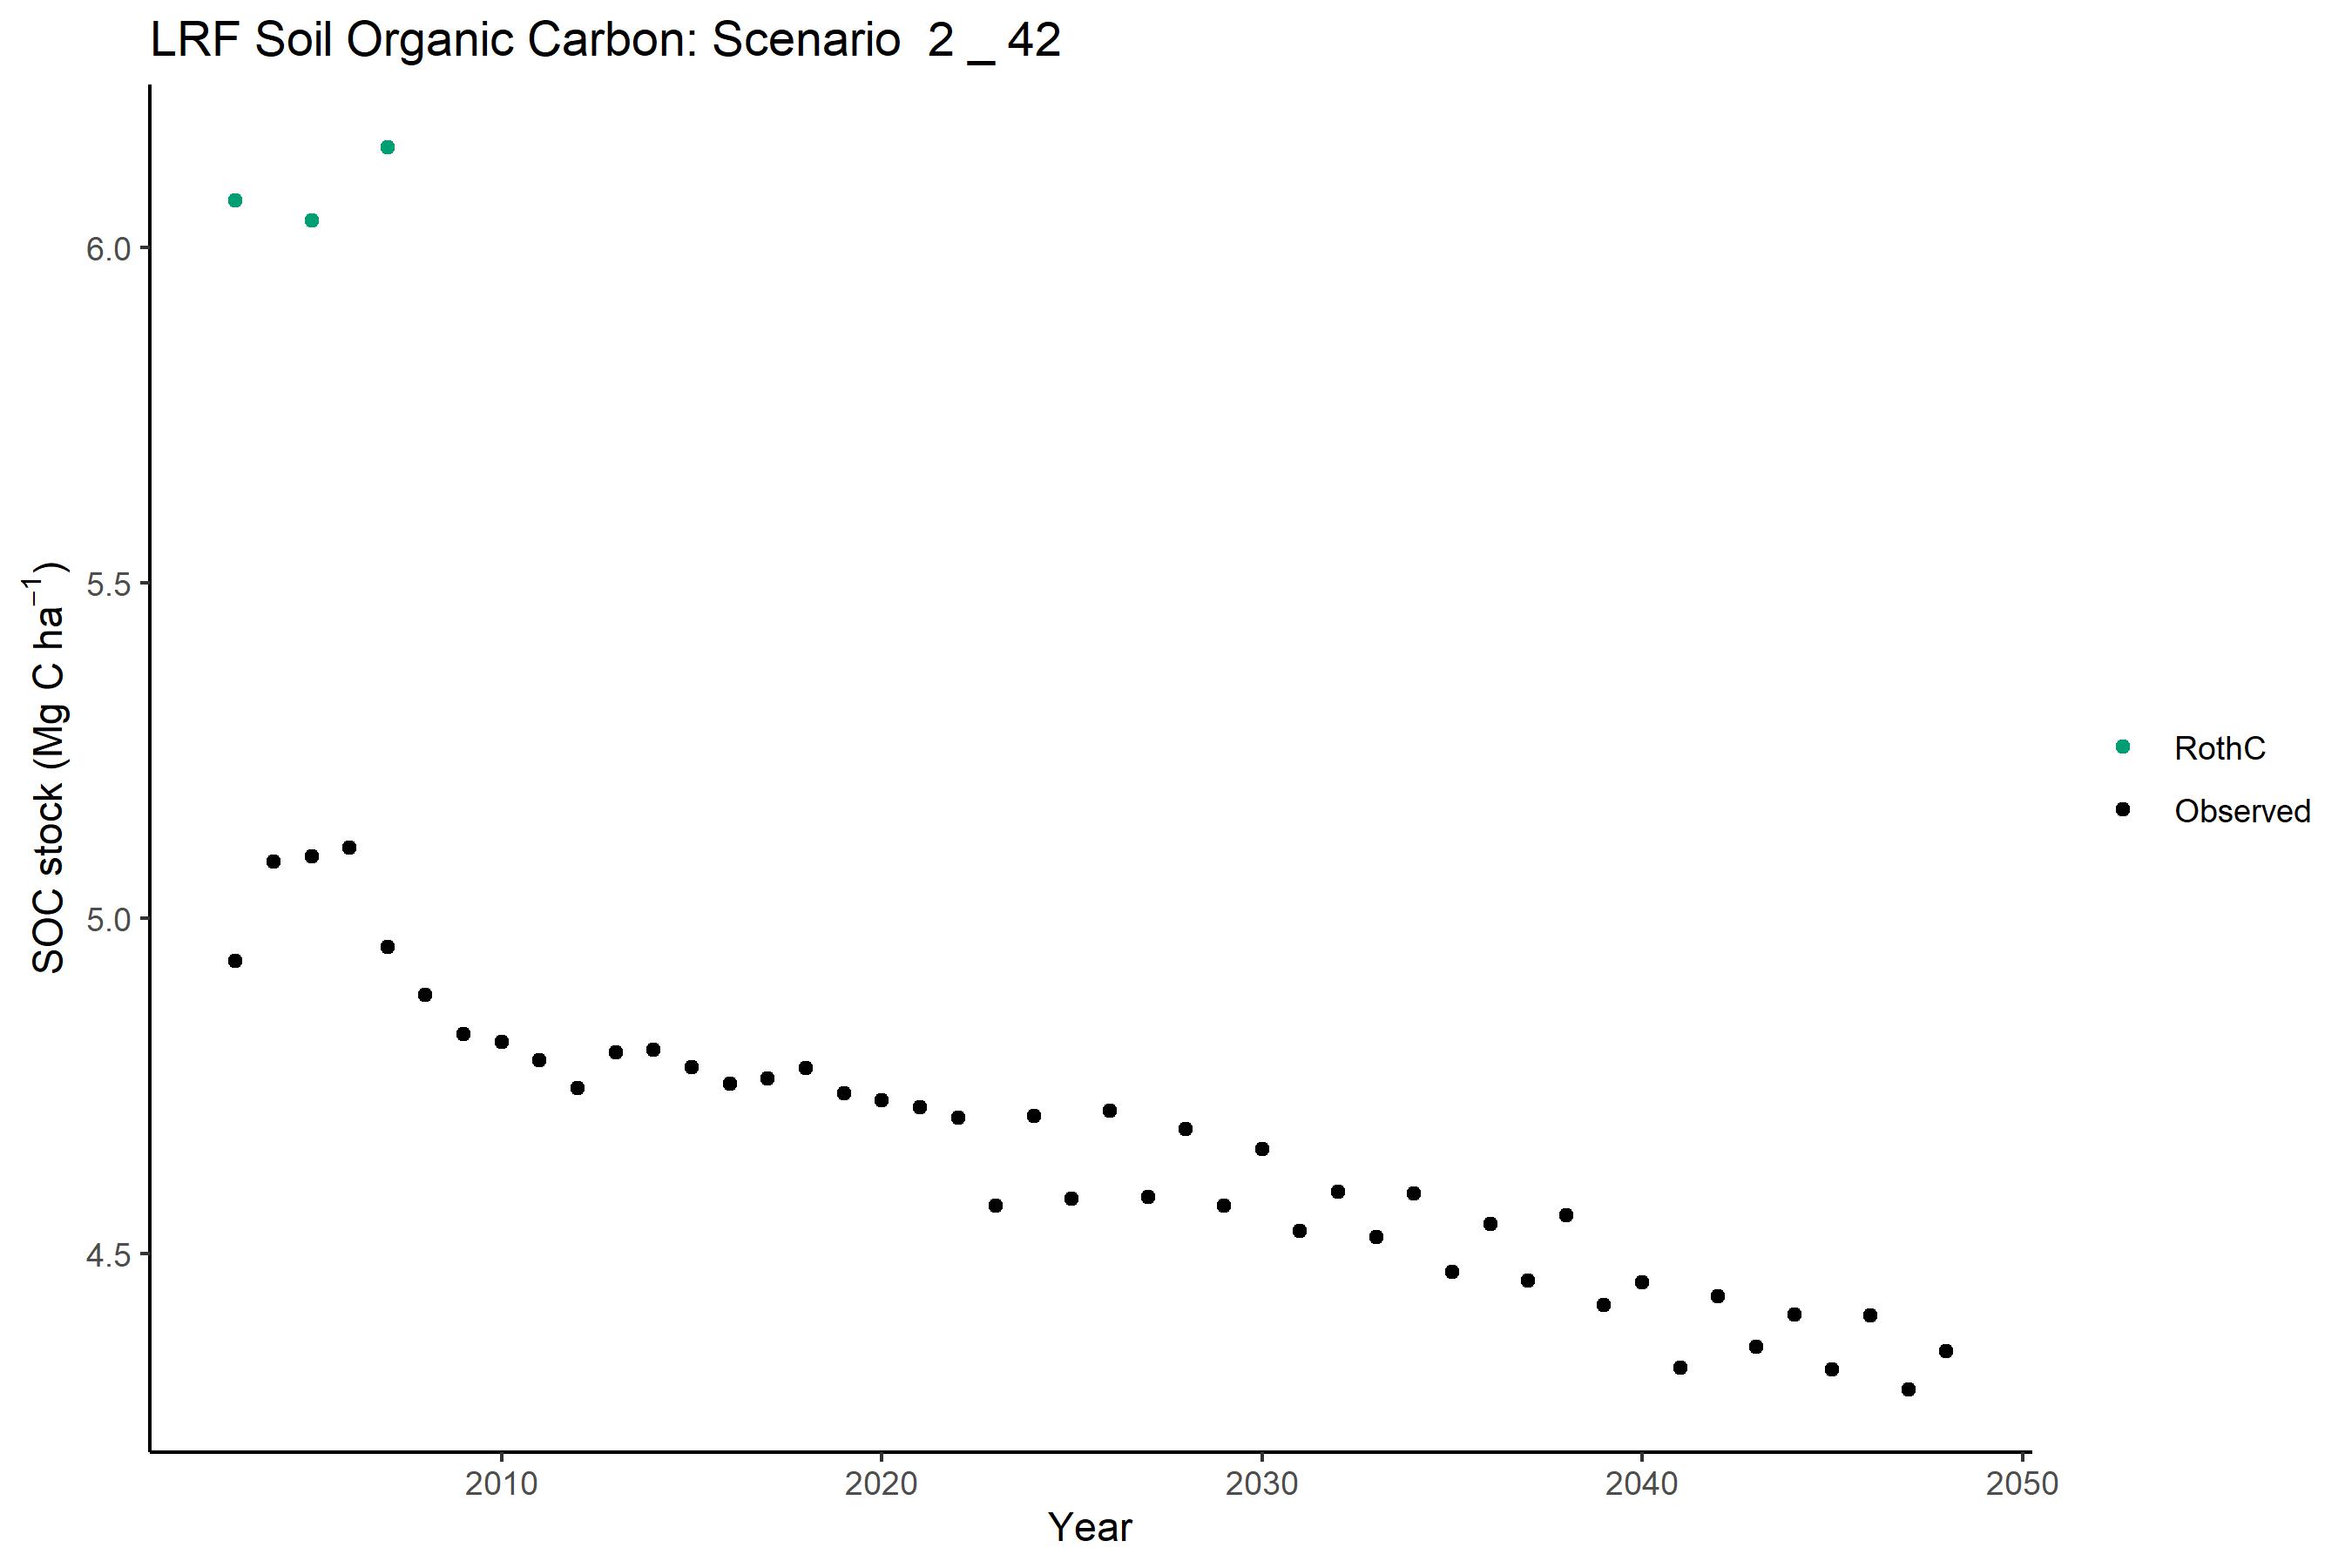 LRF Soil Organic Carbon: Scenario  2 _ 42
SOC stock (Mg C ha⁻¹)
6.0
5.5
5.0
4.5
2010
2020
2030
2040
2050
Year
RothC
Observed